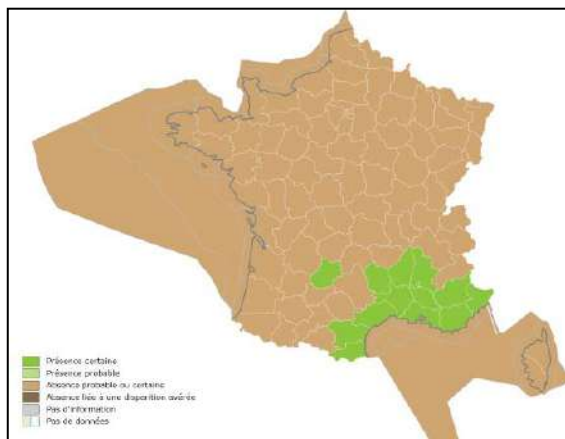 Présence certaine
Présence probable
Absence probable ou certaine
Absence liée à une disparition avérée
Pas d'information
Pas de données